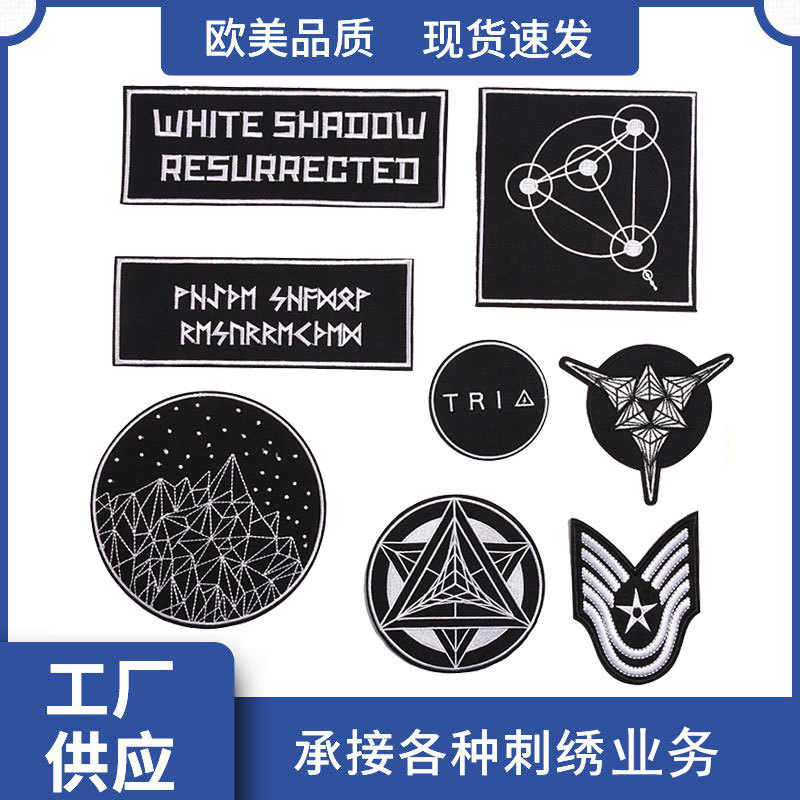 欧美品质 现货速发
WHITE SHADOW
RESURRECTED
TRI
工厂
供应
承接各种刺绣业务